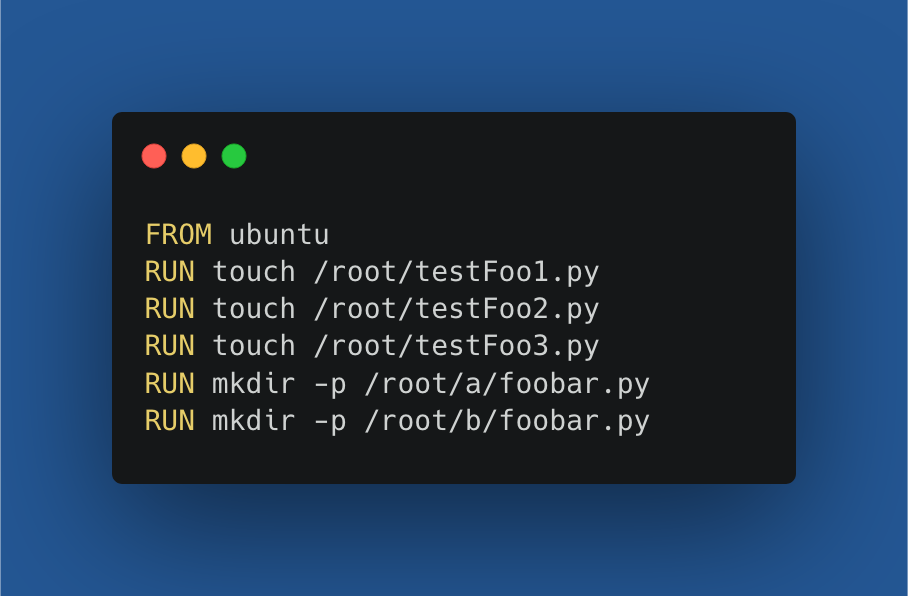 FROM ubuntu
RUN touch /root/testFoo1.py
RUN touch /root/testFoo2.py
RUN touch /root/testFoo3.py
RUN mkdir -p /root/a/foobar.py
RUN mkdir -p /root/b/foobar.py